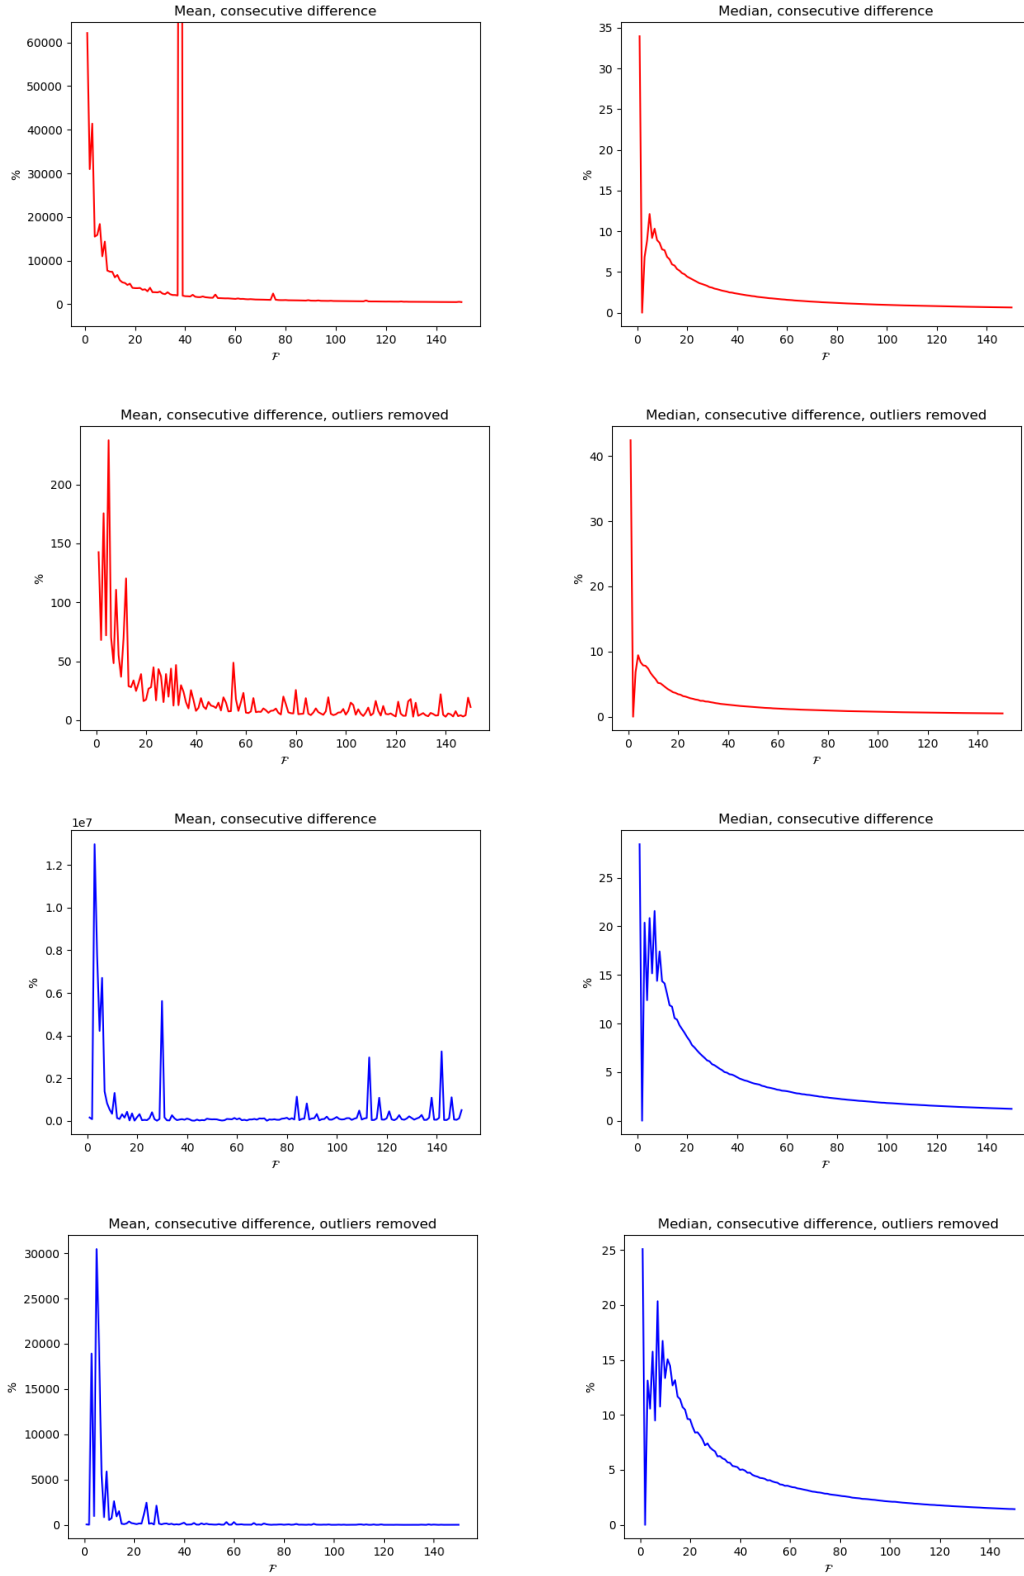 Mean, consecutive difference
60000
50000
40000
30000
20000
10000
0
%
0 20 40 60 80 100 120 140
ℱ
Median, consecutive difference
35
30
25
20
15
10
5
0
%
0 20 40 60 80 100 120 140
ℱ
Mean, consecutive difference, outliers removed
200
150
100
50
0
%
0 20 40 60 80 100 120 140
ℱ
Median, consecutive difference, outliers removed
40
30
20
10
0
%
0 20 40 60 80 100 120 140
ℱ
Mean, consecutive difference
1e7
1.2
1.0
0.8
0.6
0.4
0.2
0.0
%
0 20 40 60 80 100 120 140
ℱ
Median, consecutive difference
25
20
15
10
5
0
%
0 20 40 60 80 100 120 140
ℱ
Mean, consecutive difference, outliers removed
30000
25000
20000
15000
10000
5000
0
%
0 20 40 60 80 100 120 140
ℱ
Median, consecutive difference, outliers removed
25
20
15
10
5
0
%
0 20 40 60 80 100 120 140
ℱ